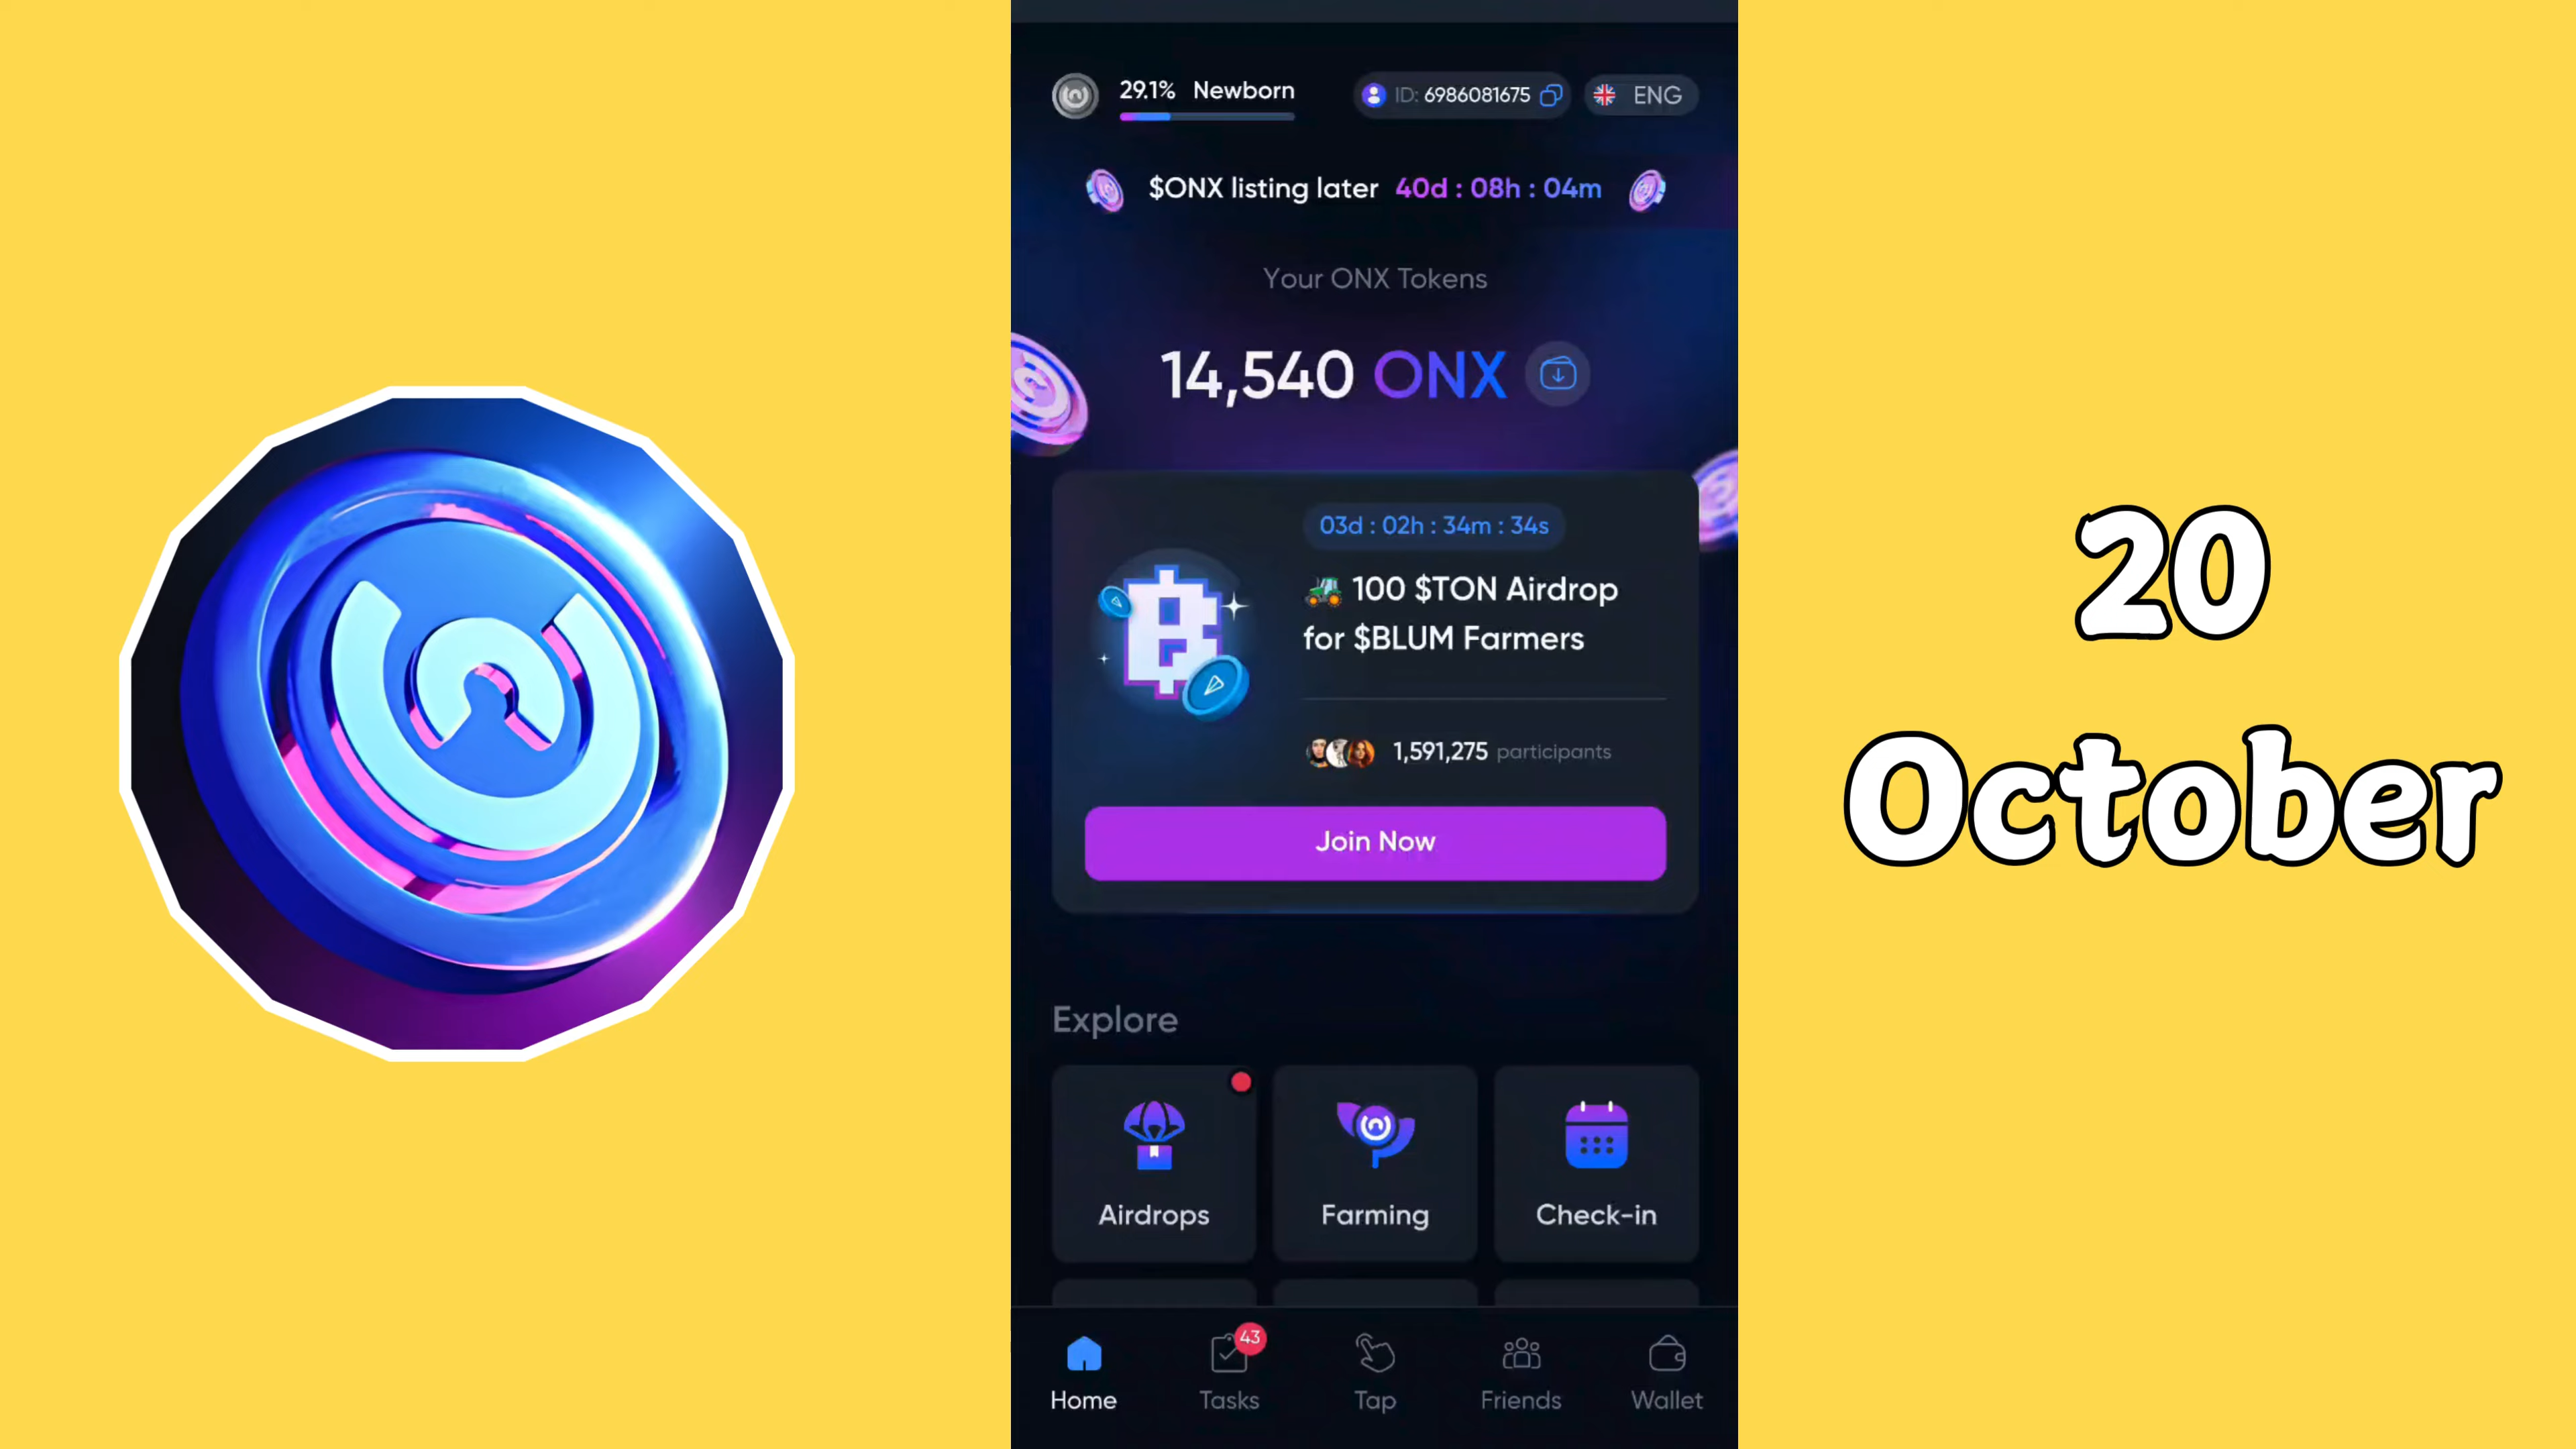 29.1% Newborn
ID: 6986081675
ENG
$ONX listing later 40d : 08h : 04m
Your ONX Tokens
14,540 ONX
03d : 02h : 34m : 34s
100 $TON Airdrop
for $BLUM Farmers
1,591,275 participants
Join Now
Explore
Airdrops
Farming
Check-in
43
Home
Tasks
Tap
Friends
Wallet
20
October